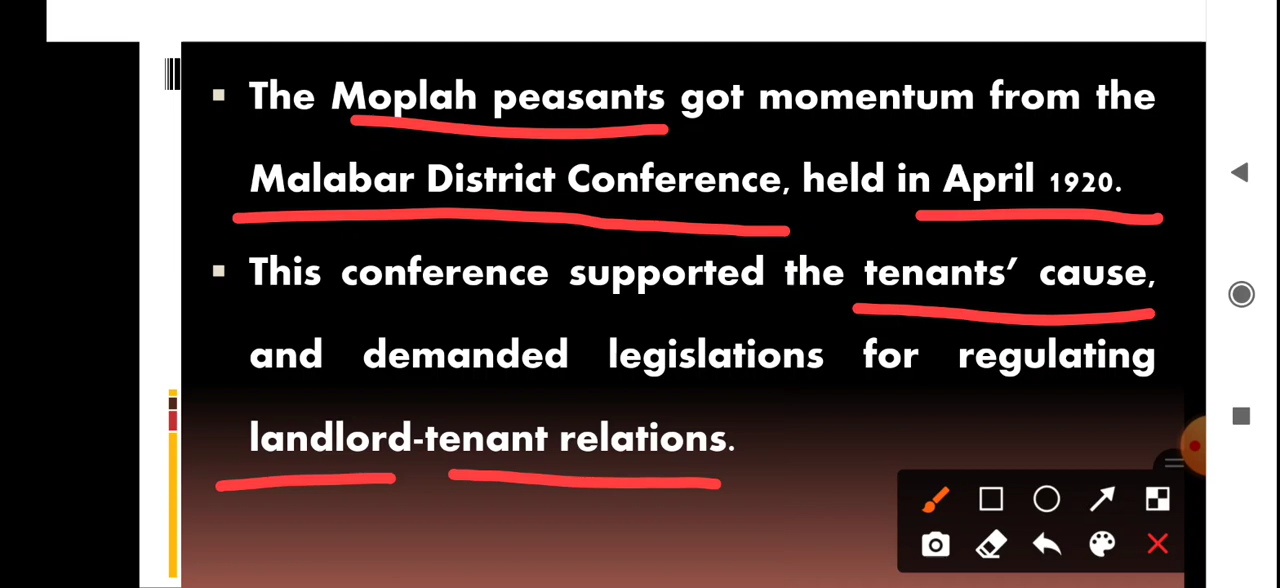 The Moplah peasants got momentum from the
Malabar District Conference, held in April 1920.
This conference supported the tenants’ cause,
and demanded legislations for regulating
landlord-tenant relations.